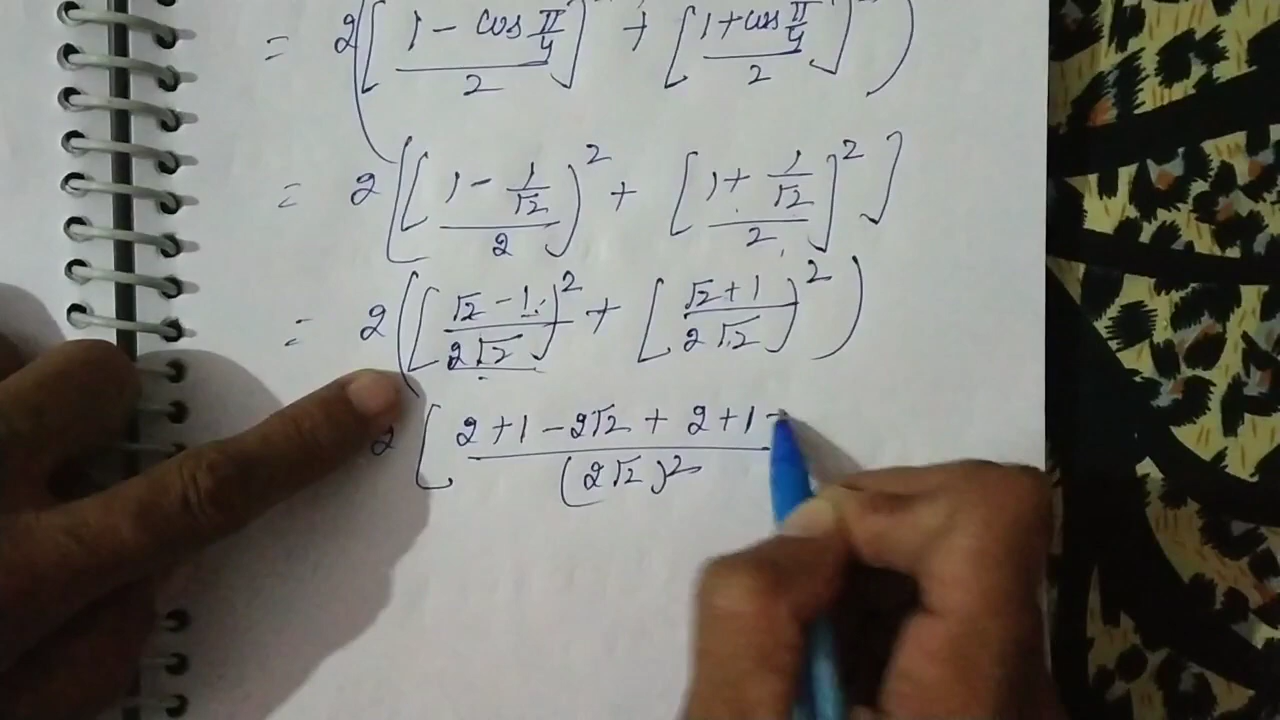 = 2([(1 - cos π/4)/2]² + [(1 + cos π/4)/2]²)
= 2[[(1 - 1/√2)/2)² + [(1 + 1/√2)/2]²]
= 2([(√2 - 1)/2√2)² + [(√2 + 1)/2√2)²)
2[(2 + 1 - 2√2 + 2 + 1 -)/(2√2)²